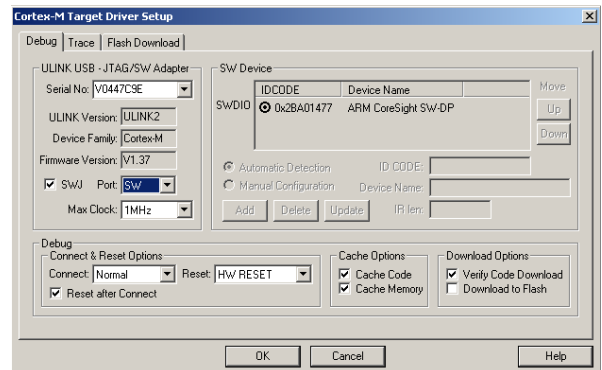 Cortex-M Target Driver Setup
Debug Trace Flash Download
ULINK USB - JTAG/SW Adapter
Serial No: V0447C9E
ULINK Version: ULINK2
Device Family: Cortex-M
Firmware Version: V1.37
SWJ Port: SW
Max Clock: 1MHz
SW Device
IDCODE Device Name Move
SWDIO 0x2BA01477 ARM CoreSight SW-DP Up
Down
Automatic Detection ID CODE:
Manual Configuration Device Name:
Add Delete Update IR len:
Debug
Connect & Reset Options
Connect: Normal Reset: HW RESET
Reset after Connect
Cache Options
Cache Code
Cache Memory
Download Options
Verify Code Download
Download to Flash
OK Cancel Help